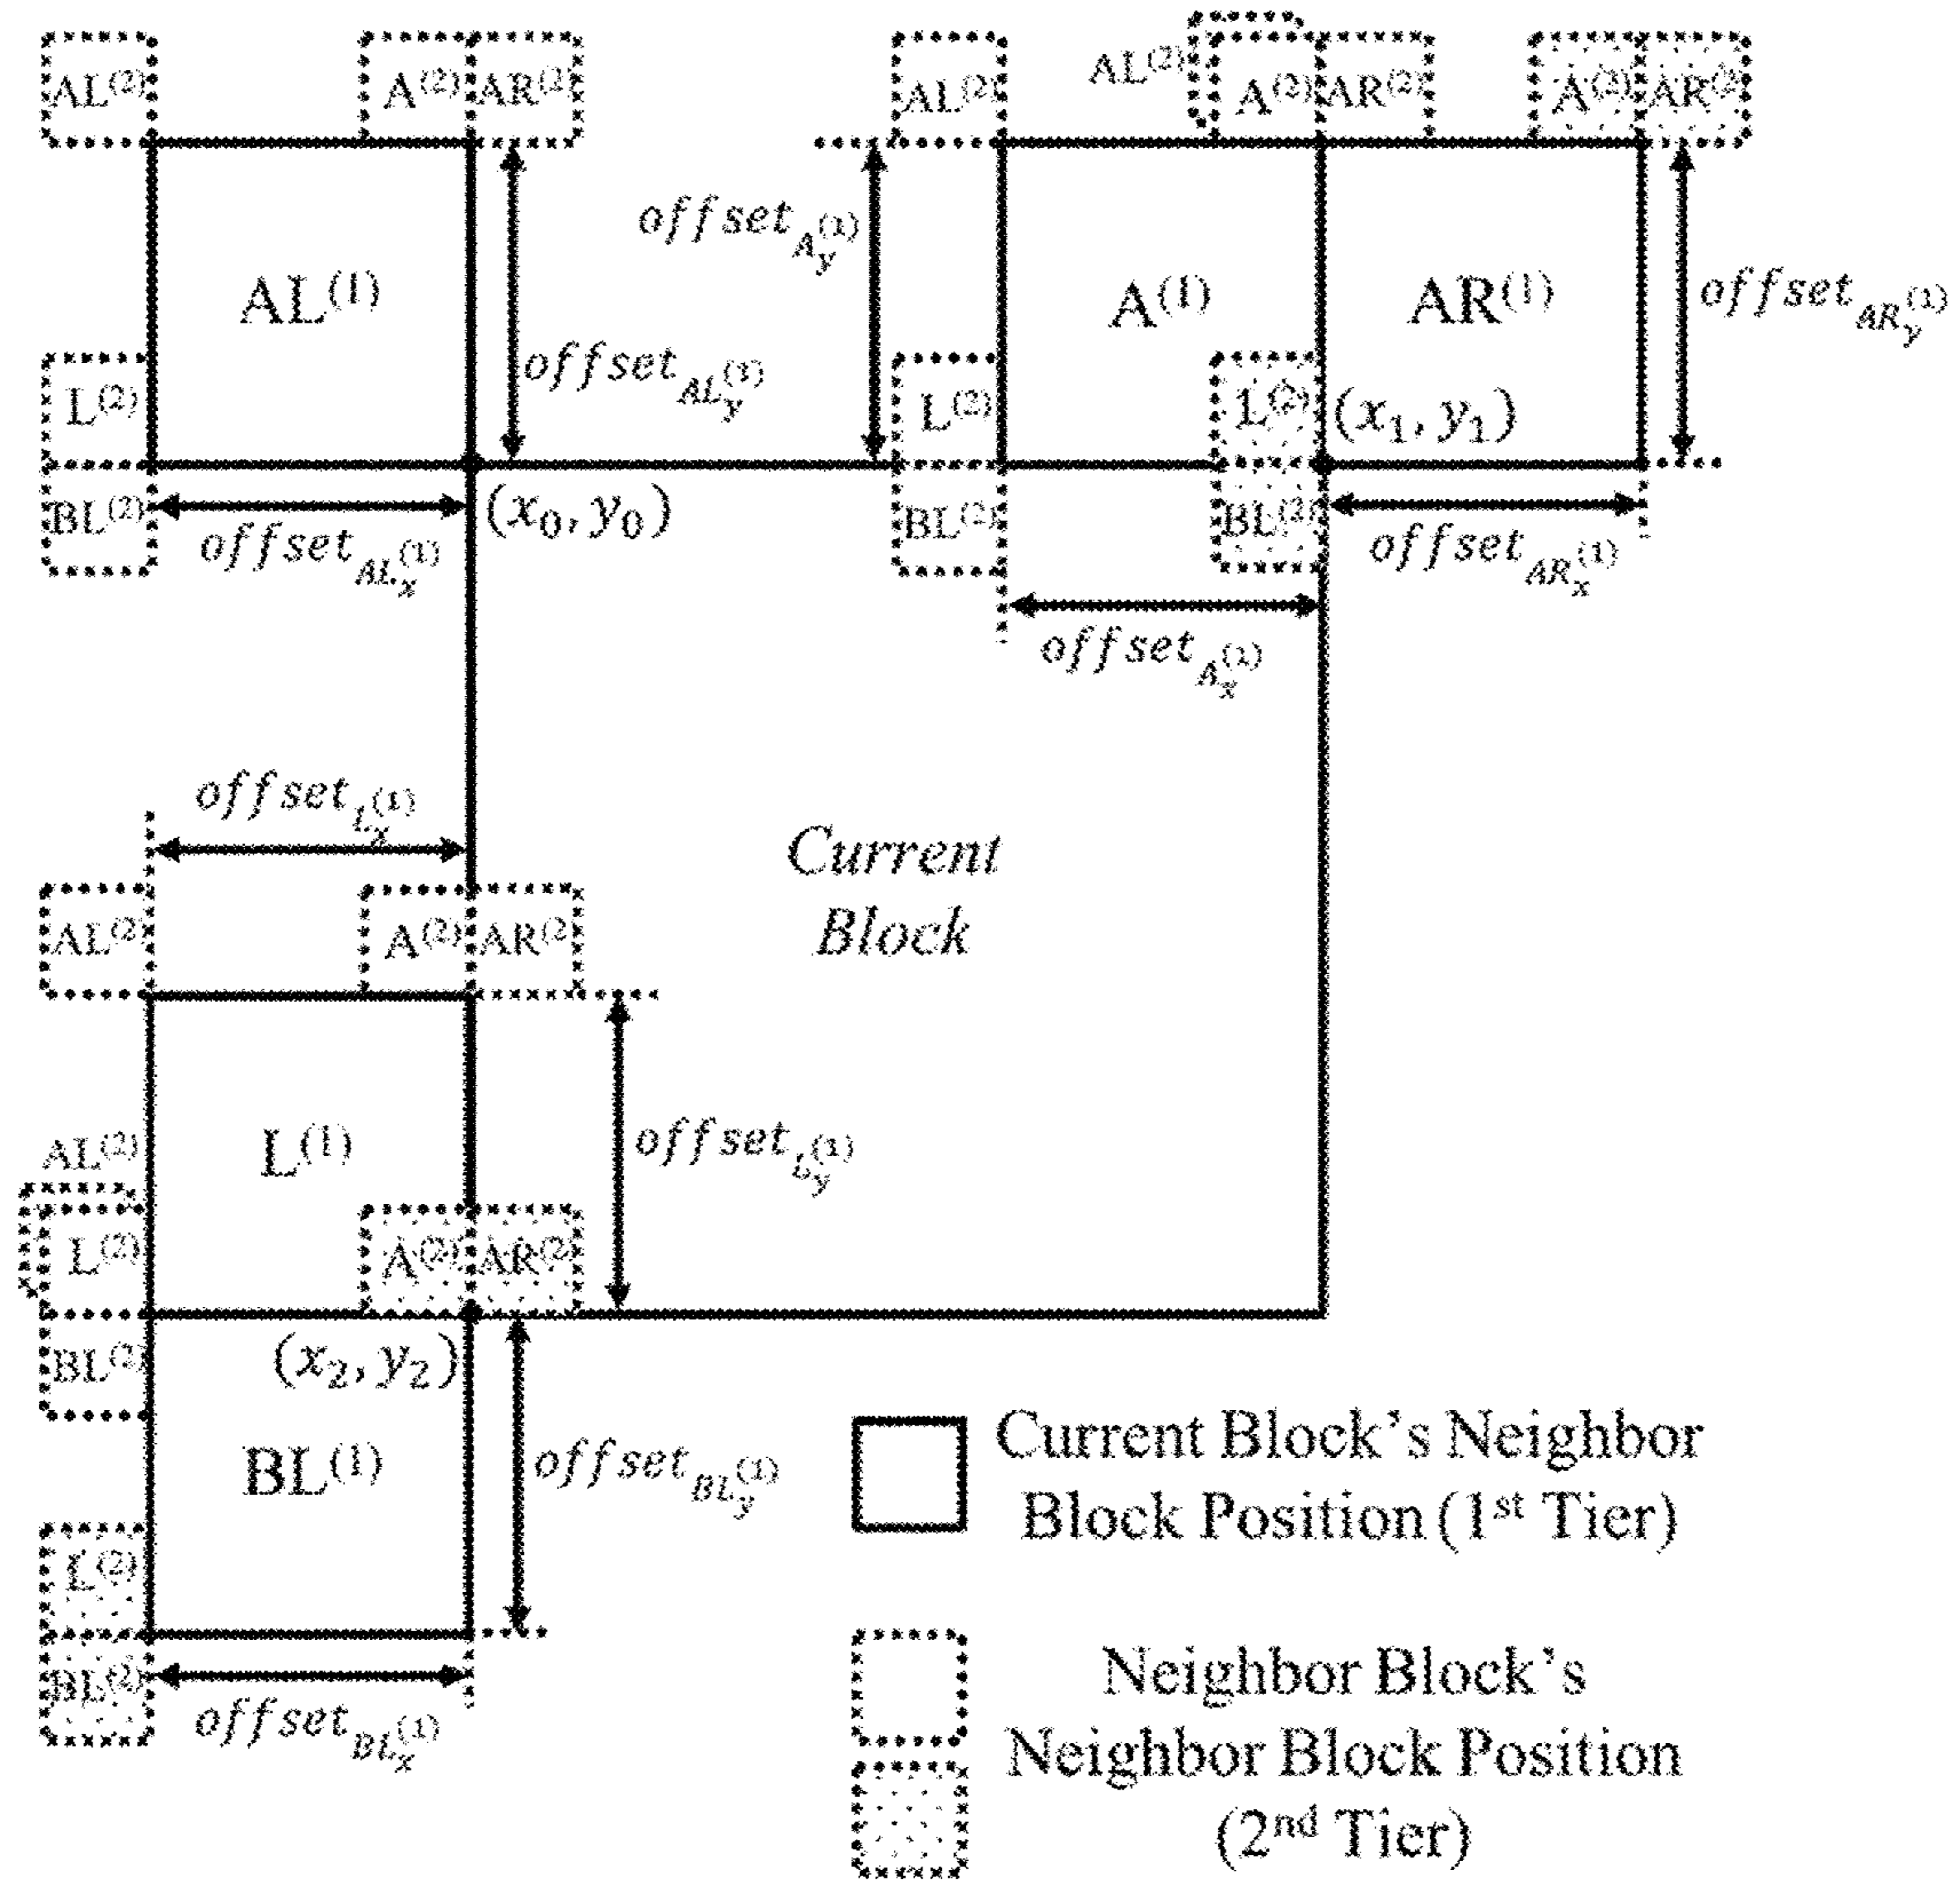 AL(2) A(2) AR(2) AL(2) AL(2) A(2) AR(2) A(2) AR(2)
offset_{A_y^{(1)}}
AL(1) A(1) AR(1) offset_{AR_y^{(1)}}
offset_{AL_y^{(1)}}
L(2) L(2) L(2) (x₁, y₁)
BL(2) (x₀, y₀) BL(2) BL(2)
offset_{AL_x^{(1)}} offset_{AR_x^{(1)}}
offset_{A_x^{(1)}}
offset_{L_x^{(1)}}
Current
Block
AL(2) A(2) AR(2)
AL(2) L(1) offset_{L_y^{(1)}}
L(2) A(2) AR(2)
BL(2) (x₂, y₂)
BL(1) offset_{BL_y^{(1)}}
L(2)
BL(2)
offset_{BL_x^{(1)}}
Current Block's Neighbor
Block Position (1st Tier)
Neighbor Block's
Neighbor Block Position
(2nd Tier)